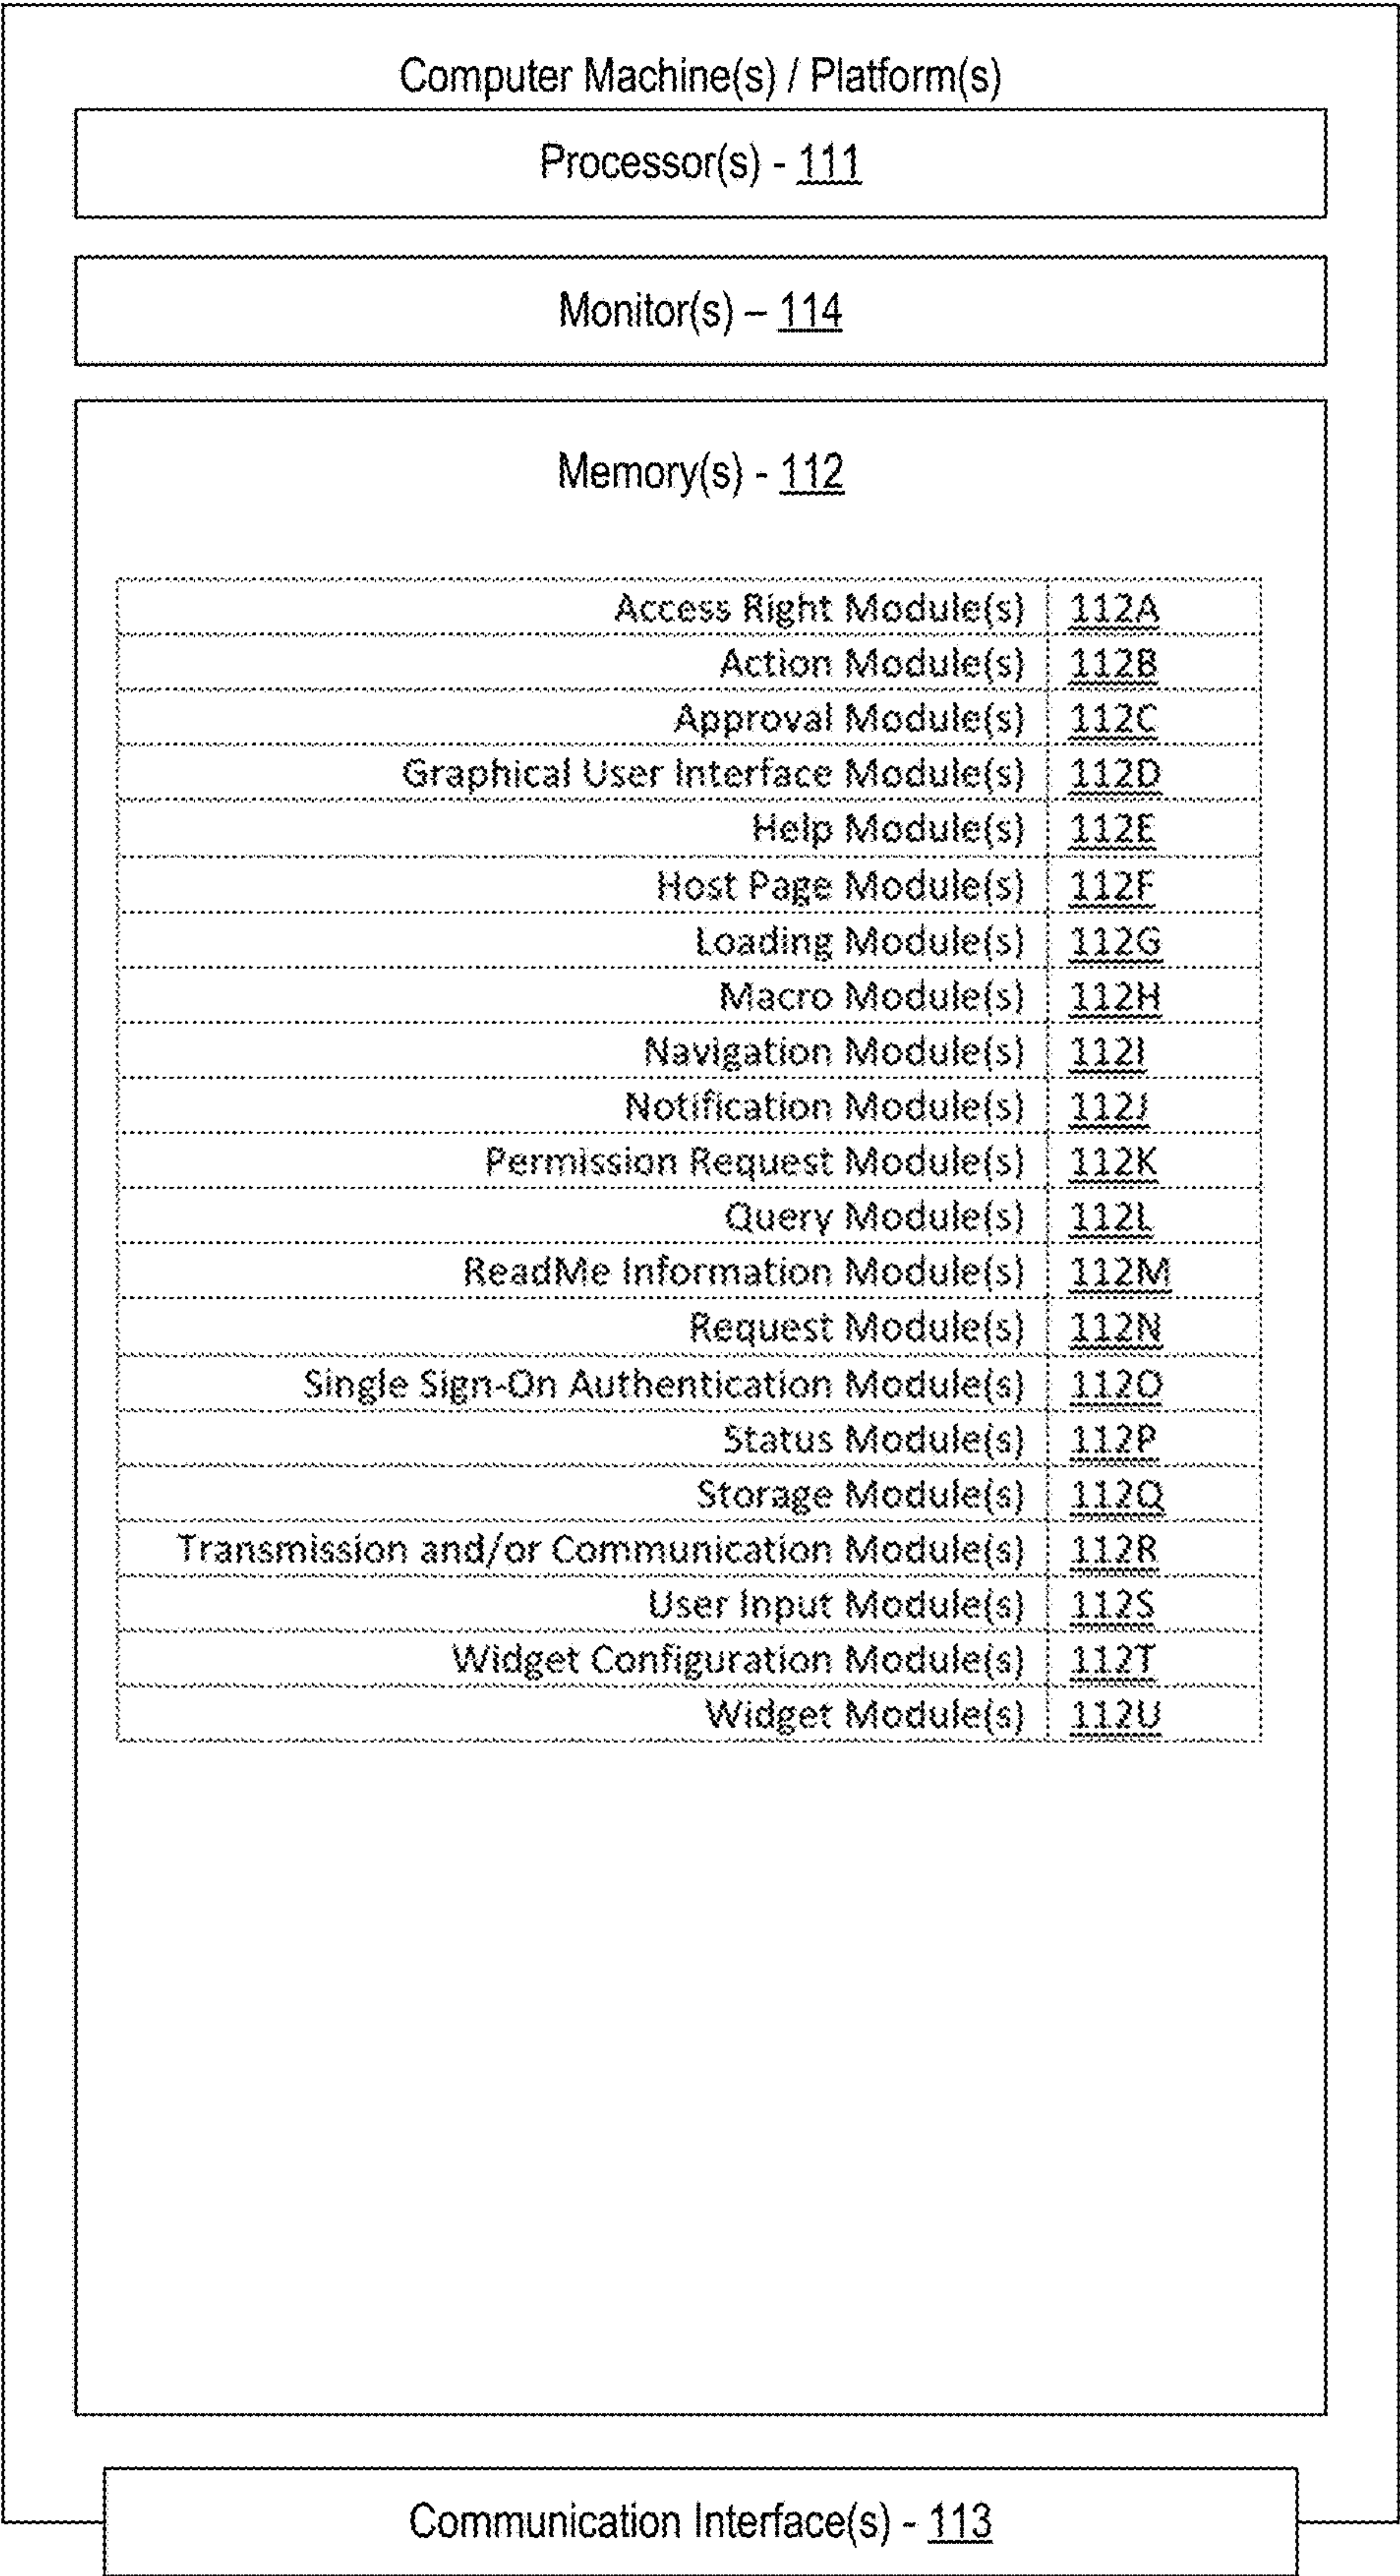 Computer Machine(s) / Platform(s)
Processor(s) - 111
Monitor(s) – 114
Memory(s) - 112
Access Right Module(s) 112A
Action Module(s) 112B
Approval Module(s) 112C
Graphical User Interface Module(s) 112D
Help Module(s) 112E
Host Page Module(s) 112F
Loading Module(s) 112G
Macro Module(s) 112H
Navigation Module(s) 112I
Notification Module(s) 112J
Permission Request Module(s) 112K
Query Module(s) 112L
ReadMe Information Module(s) 112M
Request Module(s) 112N
Single Sign-On Authentication Module(s) 112O
Status Module(s) 112P
Storage Module(s) 112Q
Transmission and/or Communication Module(s) 112R
User Input Module(s) 112S
Widget Configuration Module(s) 112T
Widget Module(s) 112U
Communication Interface(s) - 113